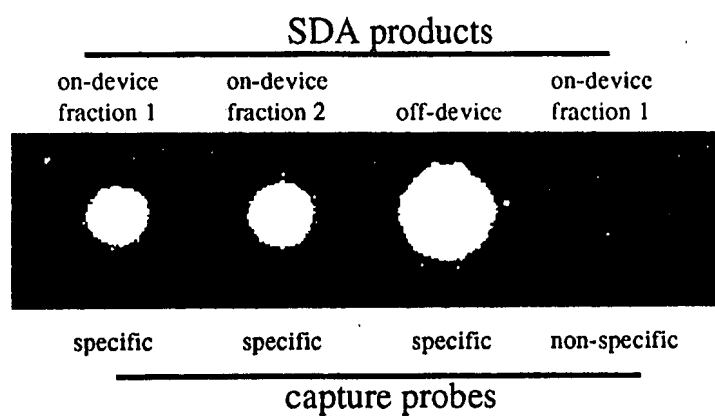 SDA products
on-device on-device on-device
fraction 1 fraction 2 off-device fraction 1
specific specific specific non-specific
capture probes